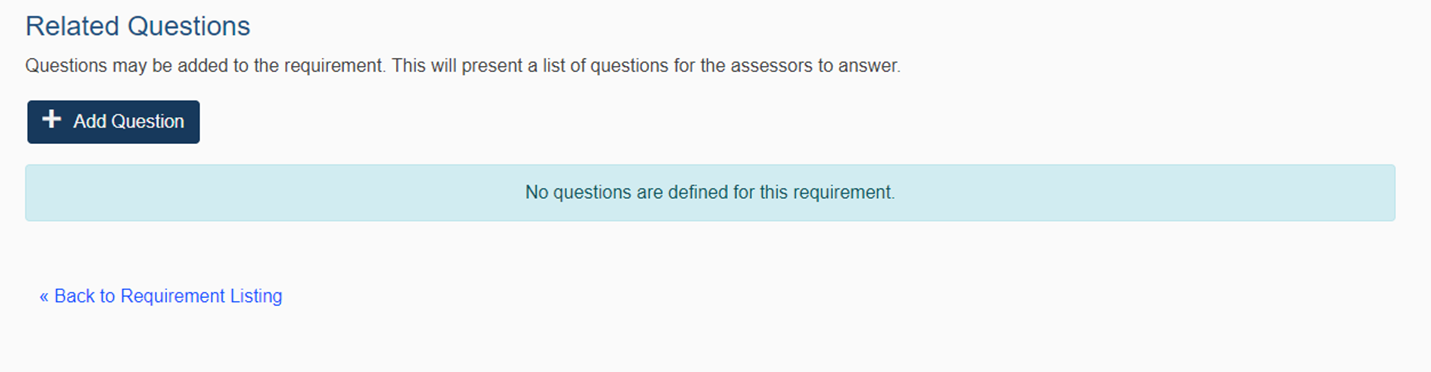 Related Questions
Questions may be added to the requirement. This will present a list of questions for the assessors to answer.
+ Add Question
No questions are defined for this requirement.
« Back to Requirement Listing